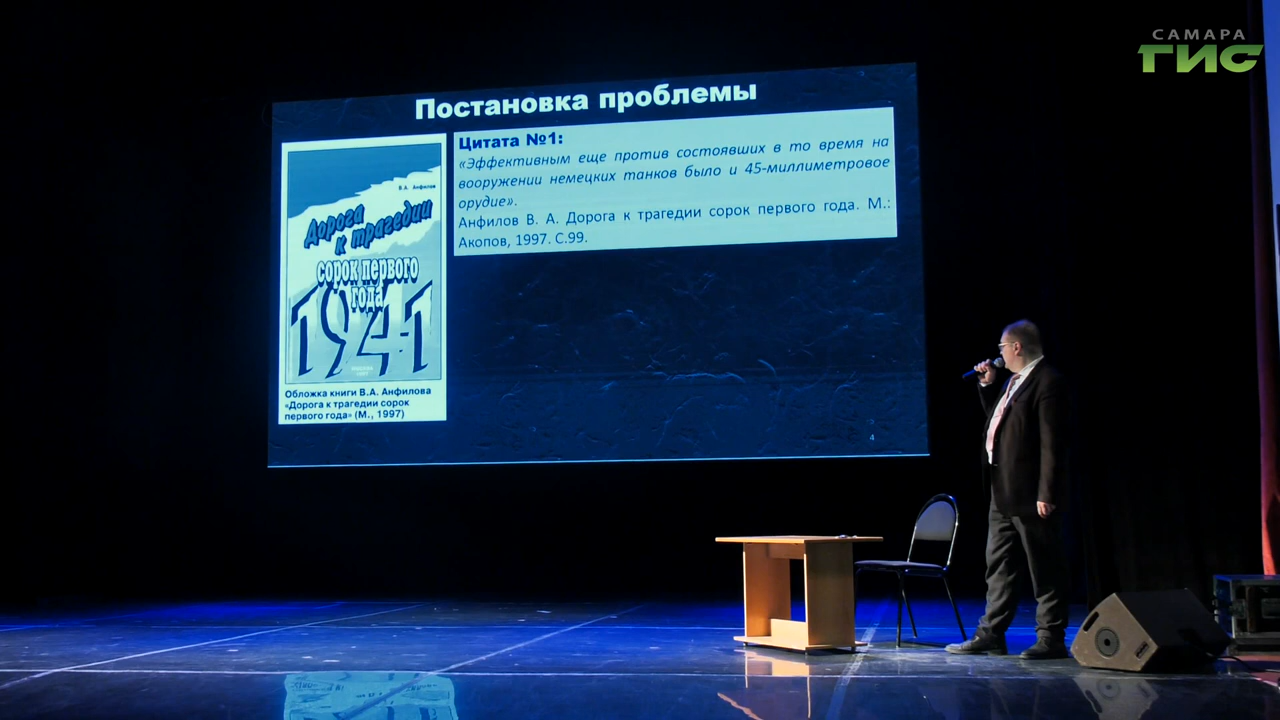 САМАРА
ГИС
Постановка проблемы
Цитата №1:
«Эффективным еще против состоявших в то время на
вооружении немецких танков было и 45-миллиметровое
орудие».
Анфилов В. А. Дорога к трагедии сорок первого года. М.:
Акопов, 1997. С.99.
В.А. Анфилов
Дорога
к трагедии
сорок первого
года
1941
МОСКВА
1997
Обложка книги В.А. Анфилова
«Дорога к трагедии сорок
первого года» (М., 1997)
4